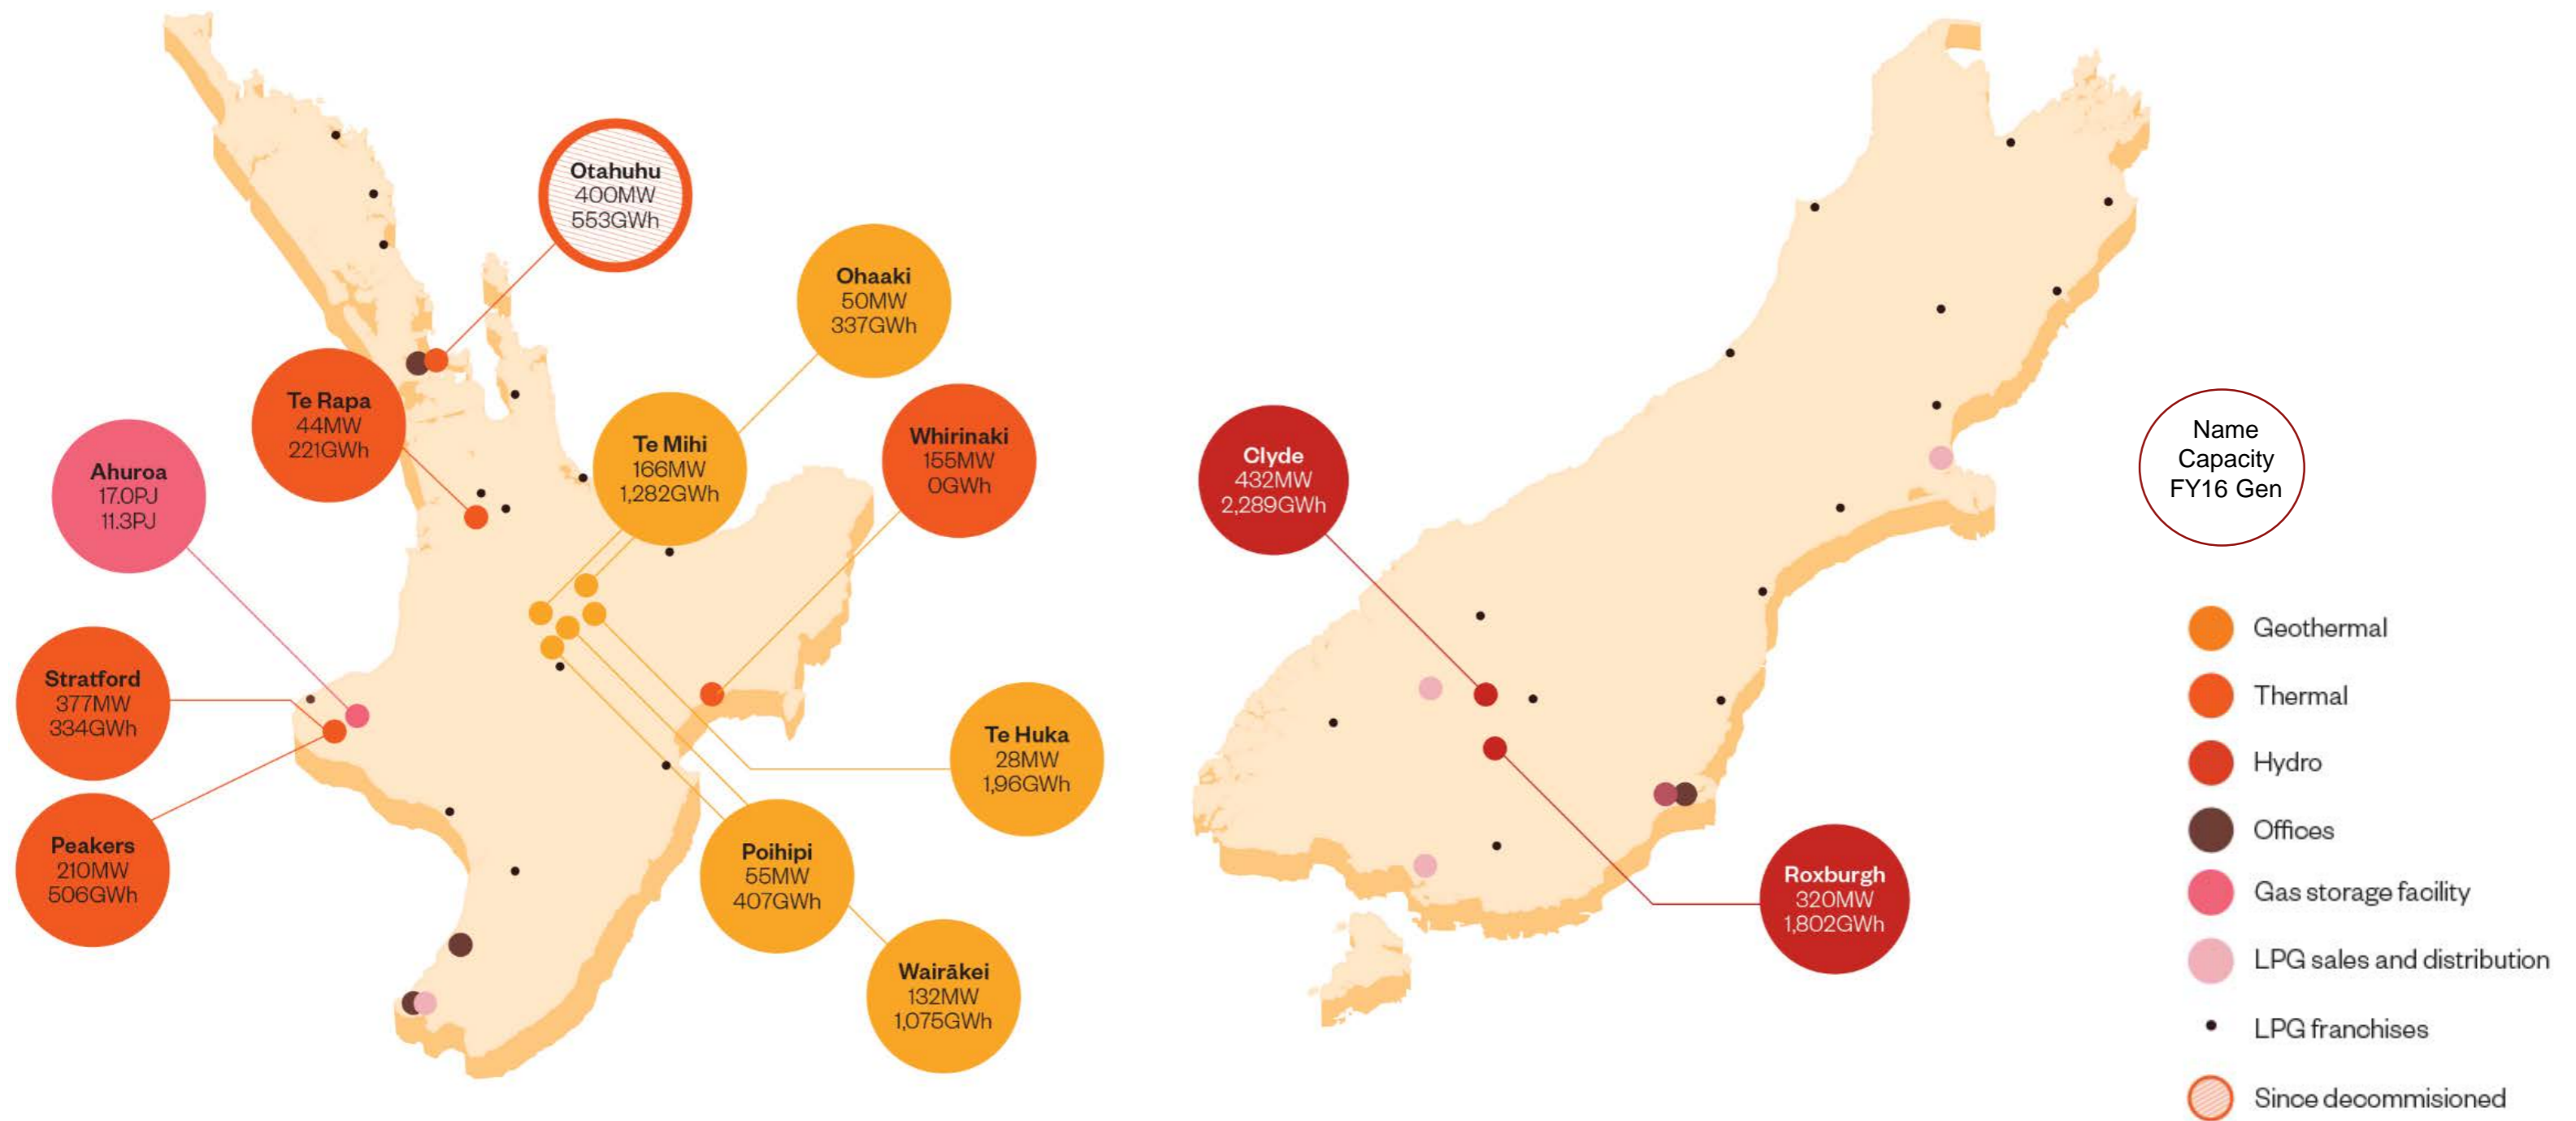 Otahuhu
400MW
553GWh
Ohaaki
50MW
337GWh
Te Rapa
44MW
221GWh
Te Mihi
166MW
1,282GWh
Whirinaki
155MW
0GWh
Ahuroa
17.0PJ
11.3PJ
Stratford
377MW
334GWh
Te Huka
28MW
1,96GWh
Peakers
210MW
506GWh
Poihipi
55MW
407GWh
Wairākei
132MW
1,075GWh
Clyde
432MW
2,289GWh
Roxburgh
320MW
1,802GWh
Name
Capacity
FY16 Gen
Geothermal
Thermal
Hydro
Offices
Gas storage facility
LPG sales and distribution
LPG franchises
Since decommisioned